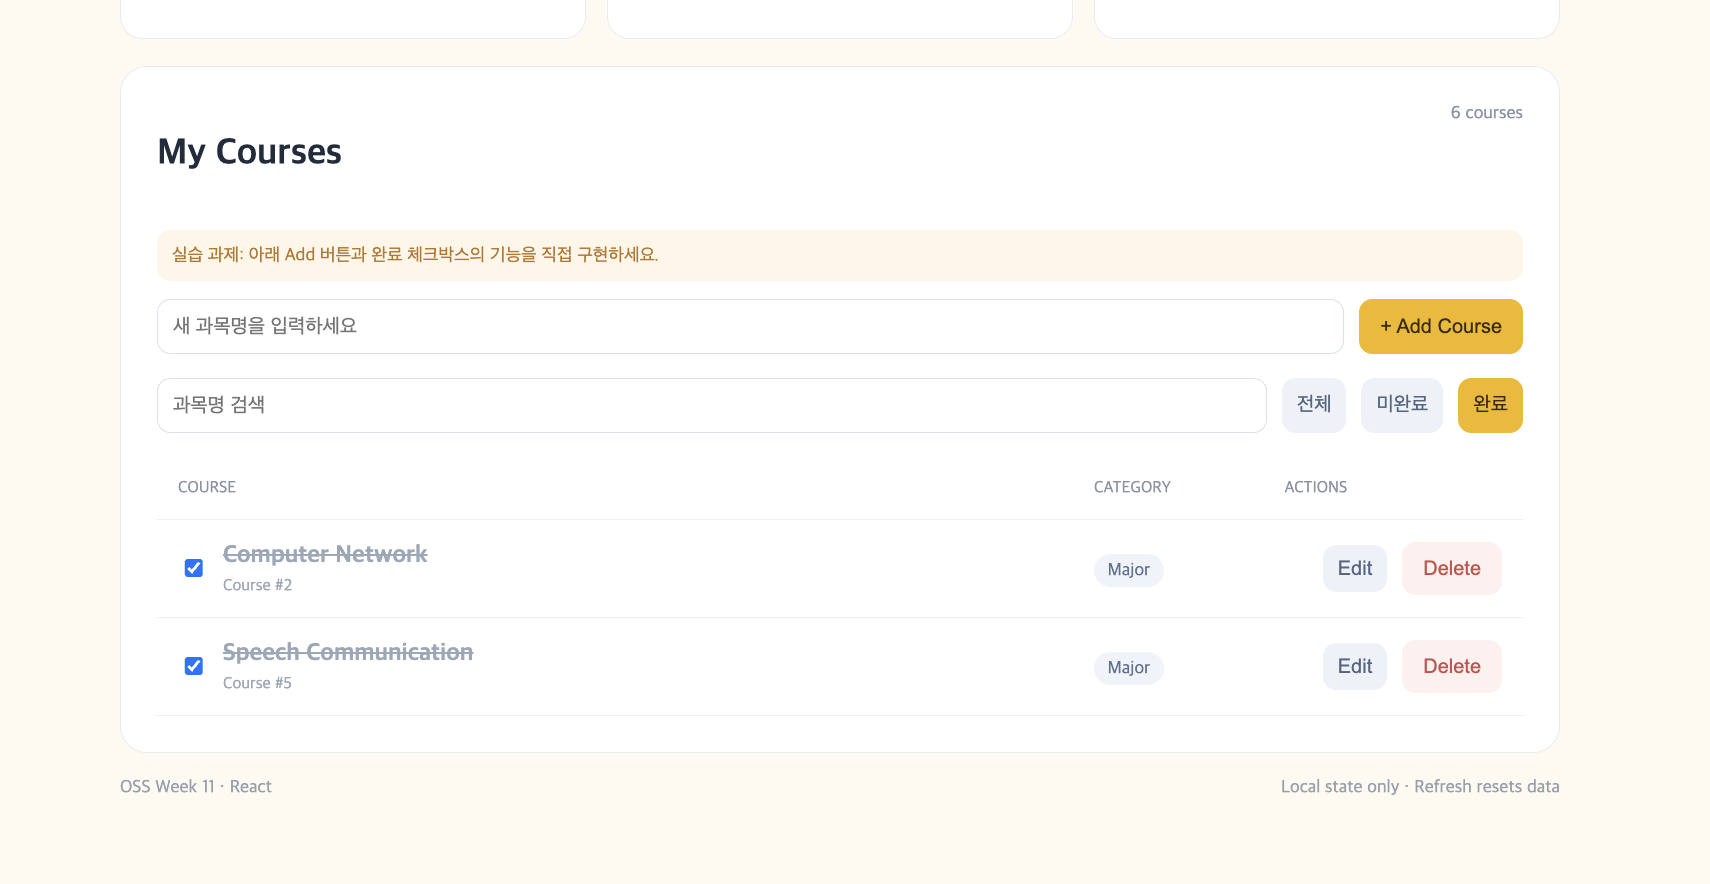 6 courses
My Courses
실습 과제: 아래 Add 버튼과 완료 체크박스의 기능을 직접 구현하세요.
새 과목명을 입력하세요
+ Add Course
과목명 검색
전체
미완료
완료
COURSE CATEGORY ACTIONS
Computer Network
Course #2
Major
Edit
Delete
Speech Communication
Course #5
Major
Edit
Delete
OSS Week 11 · React
Local state only · Refresh resets data